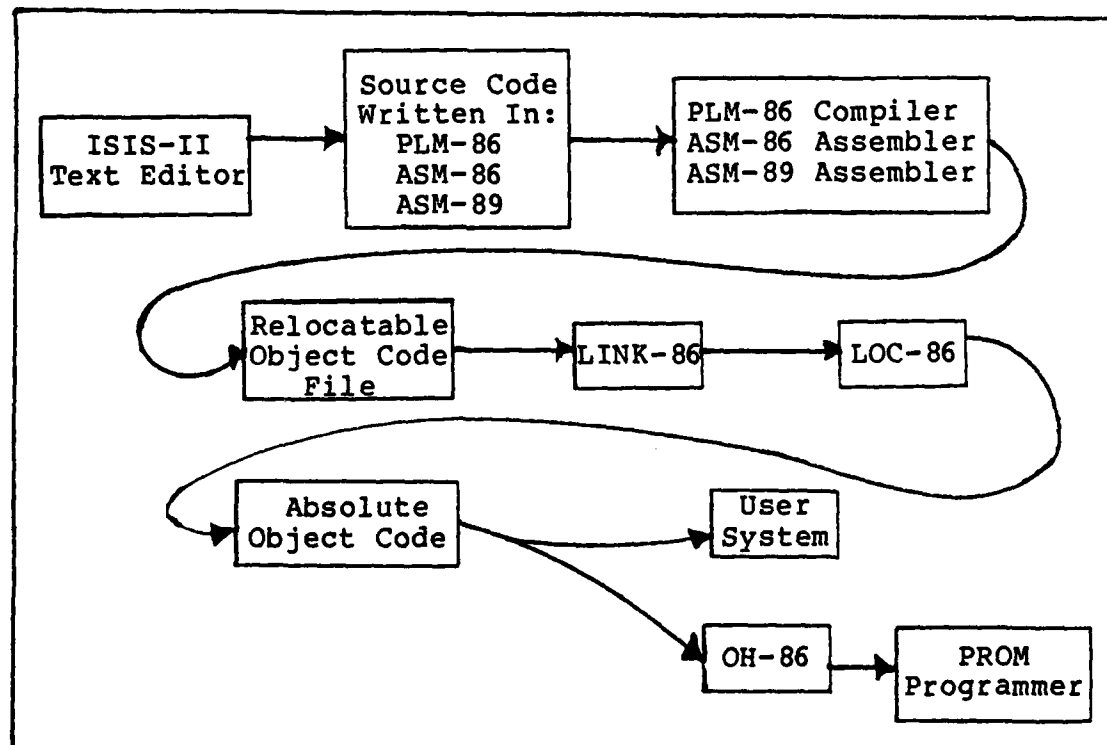 ISIS-II
Text Editor
Source Code
Written In:
PLM-86
ASM-86
ASM-89
PLM-86 Compiler
ASM-86 Assembler
ASM-89 Assembler
Relocatable
Object Code
File
LINK-86
LOC-86
Absolute
Object Code
User
System
OH-86
PROM
Programmer